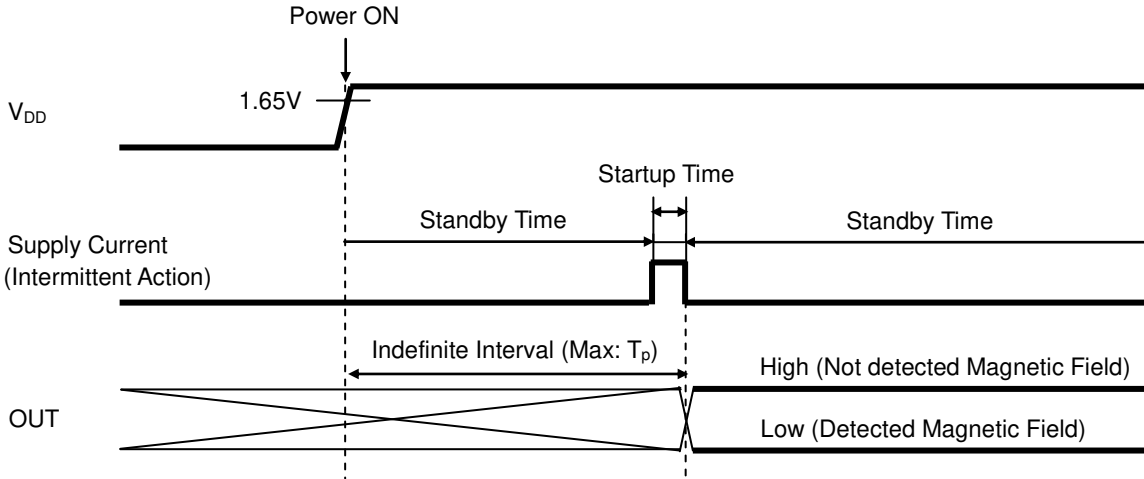 Power ON
1.65V
VDD
Startup Time
Standby Time
Standby Time
Supply Current
(Intermittent Action)
Indefinite Interval (Max: Tp)
High (Not detected Magnetic Field)
OUT
Low (Detected Magnetic Field)